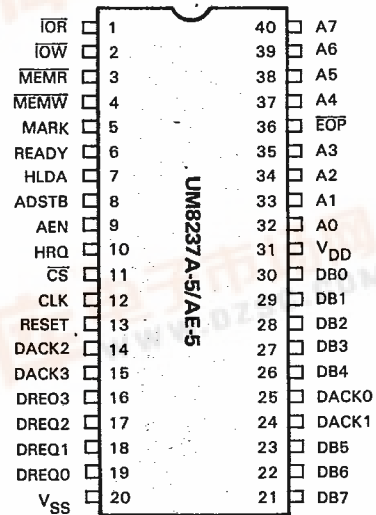 IOR 1 40 A7
IOW 2 39 A6
MEMR 3 38 A5
MEMW 4 37 A4
MARK 5 36 EOP
READY 6 35 A3
HLDA 7 34 A2
ADSTB 8 33 A1
AEN 9 32 A0
HRQ 10 31 VDD
CS 11 30 DB0
CLK 12 29 DB1
RESET 13 28 DB2
DACK2 14 27 DB3
DACK3 15 26 DB4
DREQ3 16 25 DACK0
DREQ2 17 24 DACK1
DREQ1 18 23 DB5
DREQ0 19 22 DB6
VSS 20 21 DB7
UM8237A-5/AE-5